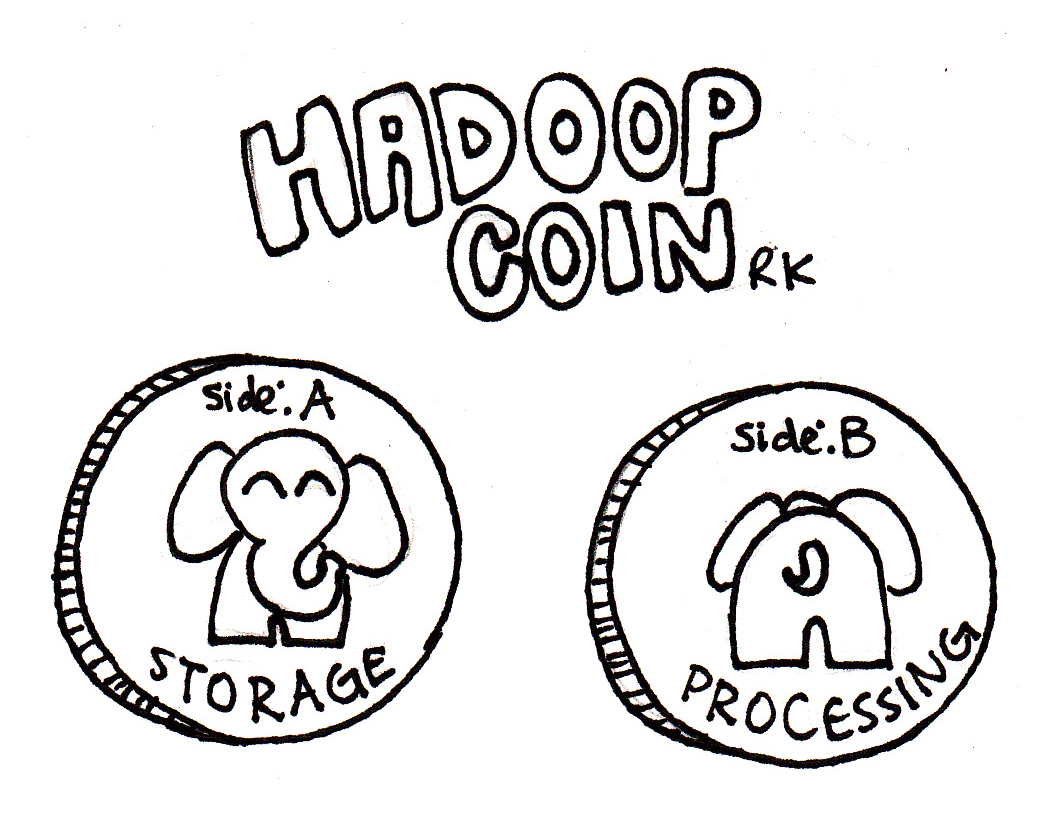 HADOOP
COIN RK
side: A
STORAGE
side: B
PROCESSING